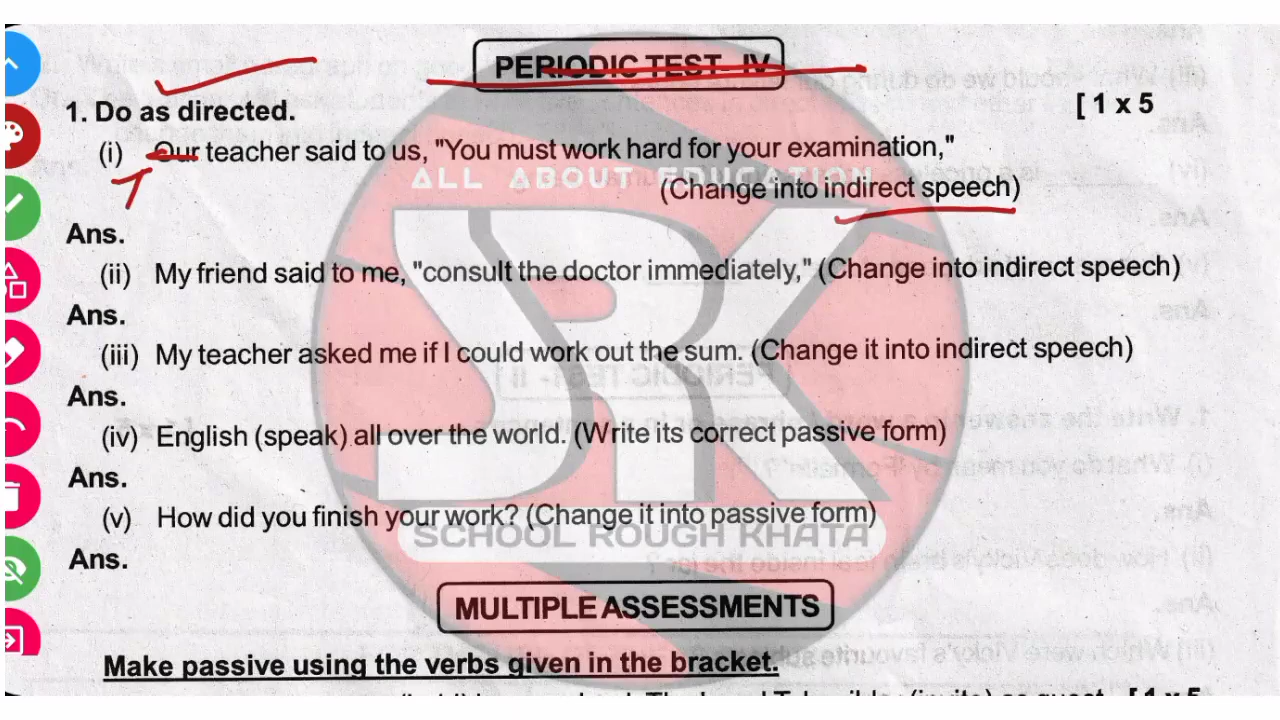 PERIODIC TEST - IV
1. Do as directed. [ 1 x 5
(i) Our teacher said to us, "You must work hard for your examination,"
ALL ABOUT EDUCATION
(Change into indirect speech)
Ans.
(ii) My friend said to me, "consult the doctor immediately," (Change into indirect speech)
Ans.
(iii) My teacher asked me if I could work out the sum. (Change it into indirect speech)
Ans.
(iv) English (speak) all over the world. (Write its correct passive form)
Ans.
(v) How did you finish your work? (Change it into passive form)
SRK
SCHOOL ROUGH KHATA
Ans.
MULTIPLE ASSESSMENTS
Make passive using the verbs given in the bracket.